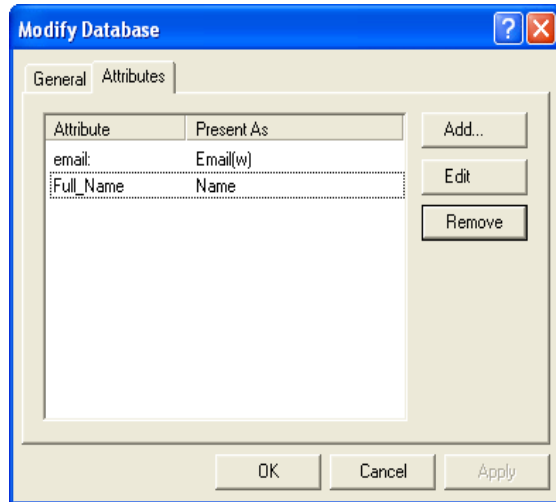 Modify Database
General Attributes
Attribute Present As
email: Email(w)
Full_Name Name
Add...
Edit
Remove
OK Cancel Apply